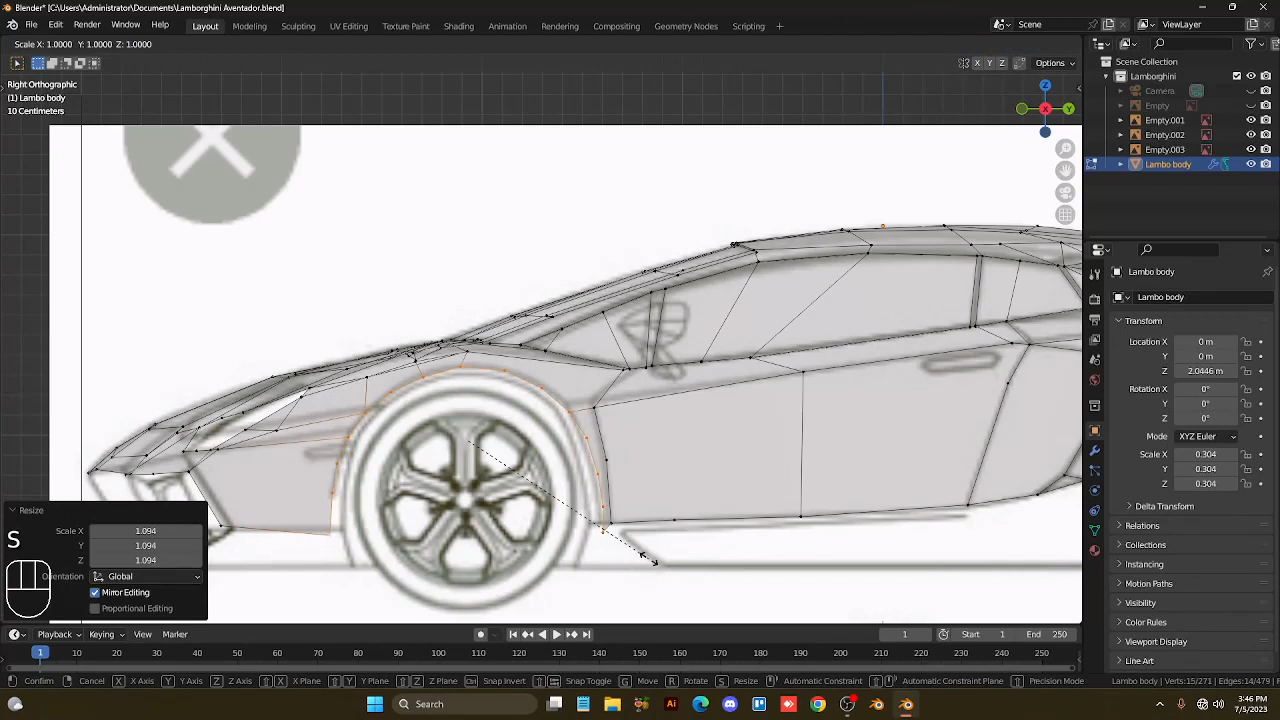 Blender* [C:\Users\Administrator\Documents\Lamborghini Aventador.blend]
File Edit Render Window Help Layout Modeling Sculpting UV Editing Texture Paint Shading Animation Rendering Compositing Geometry Nodes Scripting + Scene ViewLayer
Scale X: 1.0000 Y: 1.0000 Z: 1.0000
X Y Z Options
Right Orthographic
(1) Lambo body
10 Centimeters
Z
X
Y
Scene Collection
Lamborghini
Camera
Empty
Empty.001
Empty.002
Empty.003
Lambo body
Lambo body
Lambo body
Transform
Location X 0 m
Y 0 m
Z 2.0446 m
Rotation X 0°
Y 0°
Z 0°
Mode XYZ Euler
Scale X 0.304
Y 0.304
Z 0.304
Delta Transform
Relations
Collections
Instancing
Motion Paths
Visibility
Color Rules
Viewport Display
Line Art
Resize
Scale X 1.094
Y 1.094
Z 1.094
Orientation Global
Mirror Editing
Proportional Editing
S
Playback Keying View Marker 1 Start 1 End 250
1 10 20 30 40 50 60 70 80 90 100 110 120 130 140 150 160 170 180 190 200 210 220 230 240 250
Confirm Cancel X X Axis Y Y Axis Z Z Axis X X Plane Y Y Plane Z Z Plane Snap Invert Snap Toggle G Move R Rotate S Resize Automatic Constraint Automatic Constraint Plane Precision Mode Lambo body | Verts 15/271 | Edges 14/479 |
Search
Ai
3:46 PM
7/5/2023